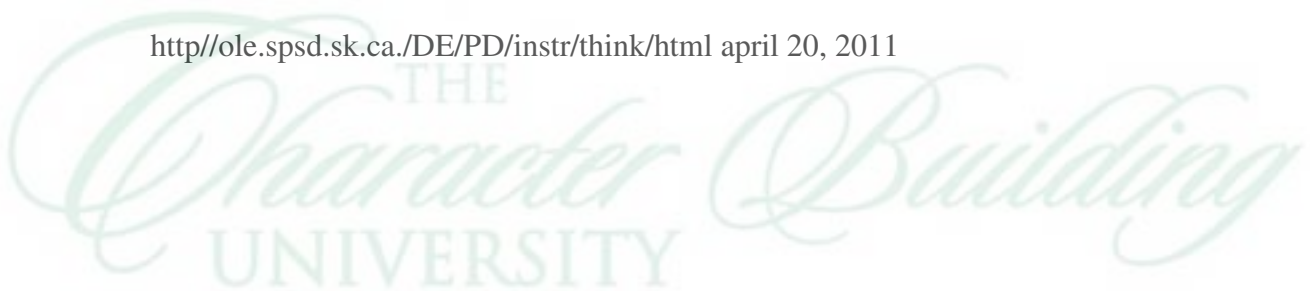 http//ole.spsd.sk.ca./DE/PD/instr/think/html april 20, 2011
THE
Character Building
UNIVERSITY